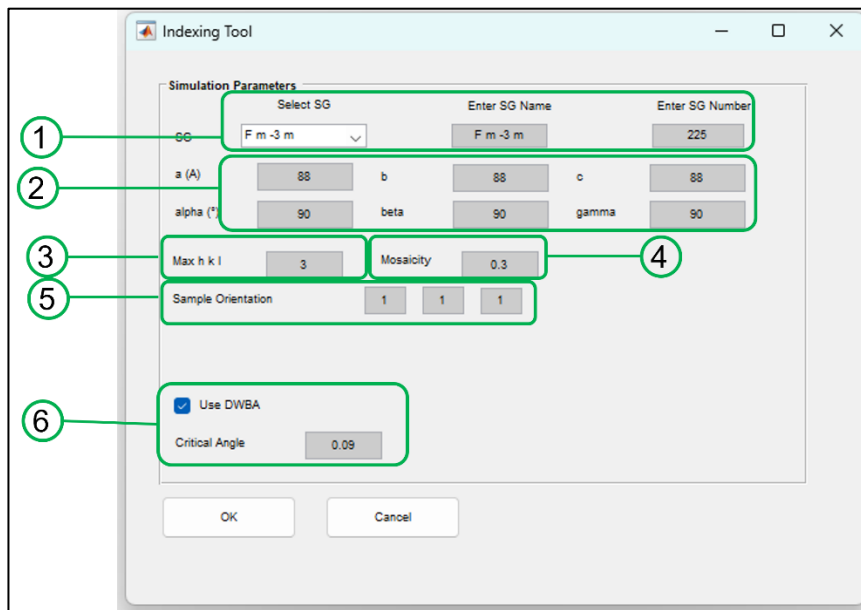 Indexing Tool
Simulation Parameters
Select SG Enter SG Name Enter SG Number
1 SG F m -3 m F m -3 m 225
2 a (A) 88 b 88 c 88
alpha (°) 90 beta 90 gamma 90
3 Max h k l 3 Mosaicity 0.3 4
5 Sample Orientation 1 1 1
6 Use DWBA
Critical Angle 0.09
OK Cancel